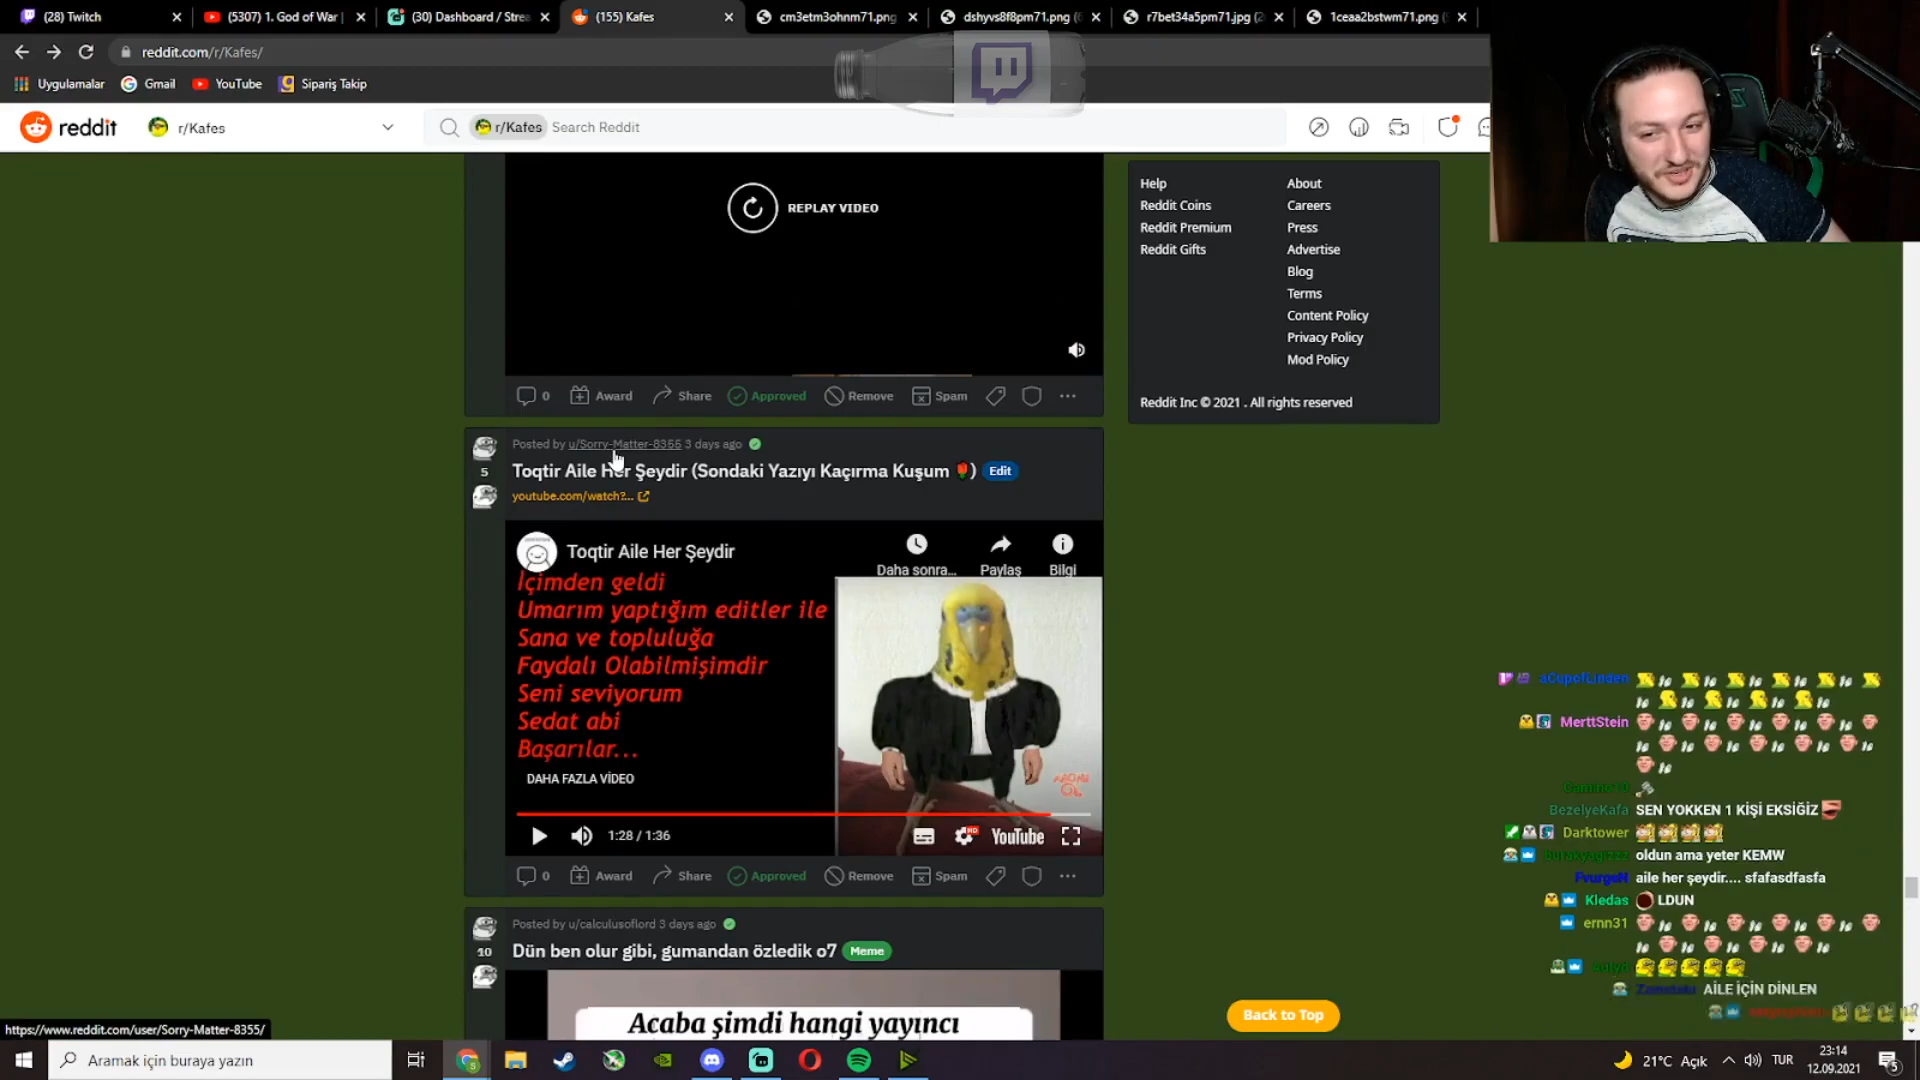 (28) Twitch
(5307) 1. God of War |
(30) Dashboard / Strea
(155) Kafes
cm3etm3ohnm71.png
dshyvs8f8pm71.png (6
r7bet34a5pm71.jpg (2
1ceaa2bstwm71.png (
reddit.com/r/Kafes/
Uygulamalar
Gmail
YouTube
Sipariş Takip
reddit
r/Kafes
r/Kafes
Search Reddit
REPLAY VIDEO
Help
About
Reddit Coins
Careers
Reddit Premium
Press
Reddit Gifts
Advertise
Blog
Terms
Content Policy
Privacy Policy
Mod Policy
Reddit Inc © 2021 . All rights reserved
0 Award Share Approved Remove Spam
Posted by u/Sorry-Matter-8355 3 days ago
5
Toqtir Aile Her Şeydir (Sondaki Yazıyı Kaçırma Kuşum 🌹) Edit
youtube.com/watch?...
Toqtir Aile Her Şeydir
Daha sonra... Paylaş Bilgi
İçimden geldi
Umarım yaptığım editler ile
Sana ve topluluğa
Faydalı Olabilmişimdir
Seni seviyorum
Sedat abi
Başarılar...
DAHA FAZLA VİDEO
1:28 / 1:36
HD
YouTube
0 Award Share Approved Remove Spam
Posted by u/calculusoflord 3 days ago
10
Dün ben olur gibi, gumandan özledik o7 Meme
Acaba şimdi hangi yayıncı
Back to Top
aCupofLinden
MerttStein
BezelyeKafa SEN YOKKEN 1 KİŞİ EKSİĞİZ
Darktower
burakyagizzz oldun ama yeter KEMW
FvurgeN aile her şeydir.... sfafasdfasfa
Kledas LDUN
ernn31
AİLE İÇİN DİNLEN
https://www.reddit.com/user/Sorry-Matter-8355/
Aramak için buraya yazın
21°C Açık
TUR
23:14
12.09.2021
5